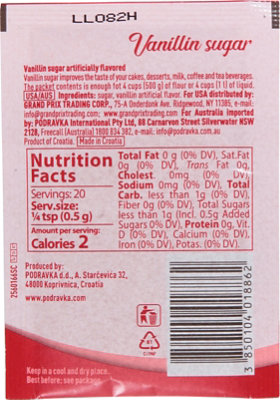 LL082H
Vanillin sugar
Vanillin sugar artificially flavored
Vanillin sugar improves the taste of your cakes, desserts, milk, coffee and tea beverages.
The packet contents is enough for 4 cups (500 g) of flour or 4 cups (1 l) of liquid.
USA/AUS Ingredients: sugar, vanillin artificial flavor. For USA distributed by:
GRAND PRIX TRADING CORP., 75-A Onderdonk Ave. Ridgewood, NY 11385, e-mail:
info@grandprixtrading.com, www.grandprixtrading.com For Australia imported
by: PODRAVKA International Pty Ltd, 88 Carnarvon Street Silverwater NSW
2128, Freecall (Australia) 1800 834 382, e-mail: info@podravka.com.au
Product of Croatia. Made in Croatia
Nutrition
Facts
Servings: 20
Serv.size:
¼ tsp (0.5 g)
Amount per serving:
Calories 2
Total Fat 0 g (0% DV), Sat.Fat
0g (0% DV), Trans Fat 0g,
Cholest. 0mg (0% DV),
Sodium 0mg (0% DV), Total
Carb. less than 1g (0% DV),
Fiber 0g (0% DV), Total Sugars
less than 1g (Incl. 0.5g Added
Sugars 0% DV), Protein 0g, Vit.
D (0% DV), Calcium (0% DV),
Iron (0% DV), Potas. (0% DV).
Produced by:
PODRAVKA d.d., A. Starčevića 32,
48000 Koprivnica, Croatia
www.podravka.com
2560166SC
C/PAP
3850104018862
Keep in a cool and dry place.
Best before: see package.